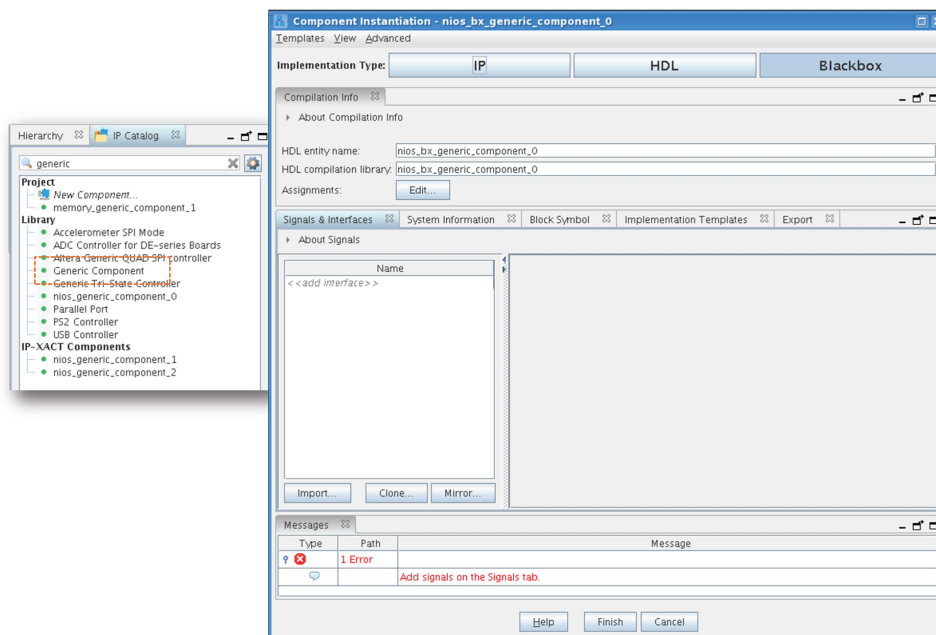 Hierarchy IP Catalog
generic
Project
New Component...
memory_generic_component_1
Library
Accelerometer SPI Mode
ADC Controller for DE-series Boards
Altera Generic QUAD SPI controller
Generic Component
Generic Tri-State Controller
nios_generic_component_0
Parallel Port
PS2 Controller
USB Controller
IP-XACT Components
nios_generic_component_1
nios_generic_component_2
Component Instantiation - nios_bx_generic_component_0
Templates View Advanced
Implementation Type: IP HDL Blackbox
Compilation Info
About Compilation Info
HDL entity name: nios_bx_generic_component_0
HDL compilation library: nios_bx_generic_component_0
Assignments: Edit...
Signals & Interfaces System Information Block Symbol Implementation Templates Export
About Signals
Name
<<add interface>>
Import... Clone... Mirror...
Messages
Type Path Message
1 Error
Add signals on the Signals tab.
Help Finish Cancel